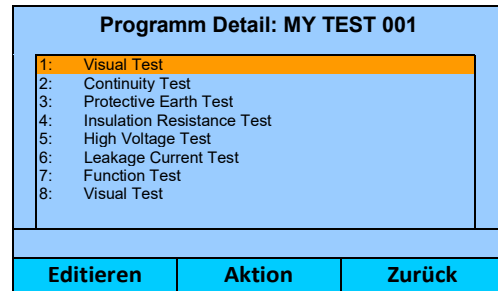 Programm Detail: MY TEST 001
1: Visual Test
2: Continuity Test
3: Protective Earth Test
4: Insulation Resistance Test
5: High Voltage Test
6: Leakage Current Test
7: Function Test
8: Visual Test
Editieren Aktion Zurück